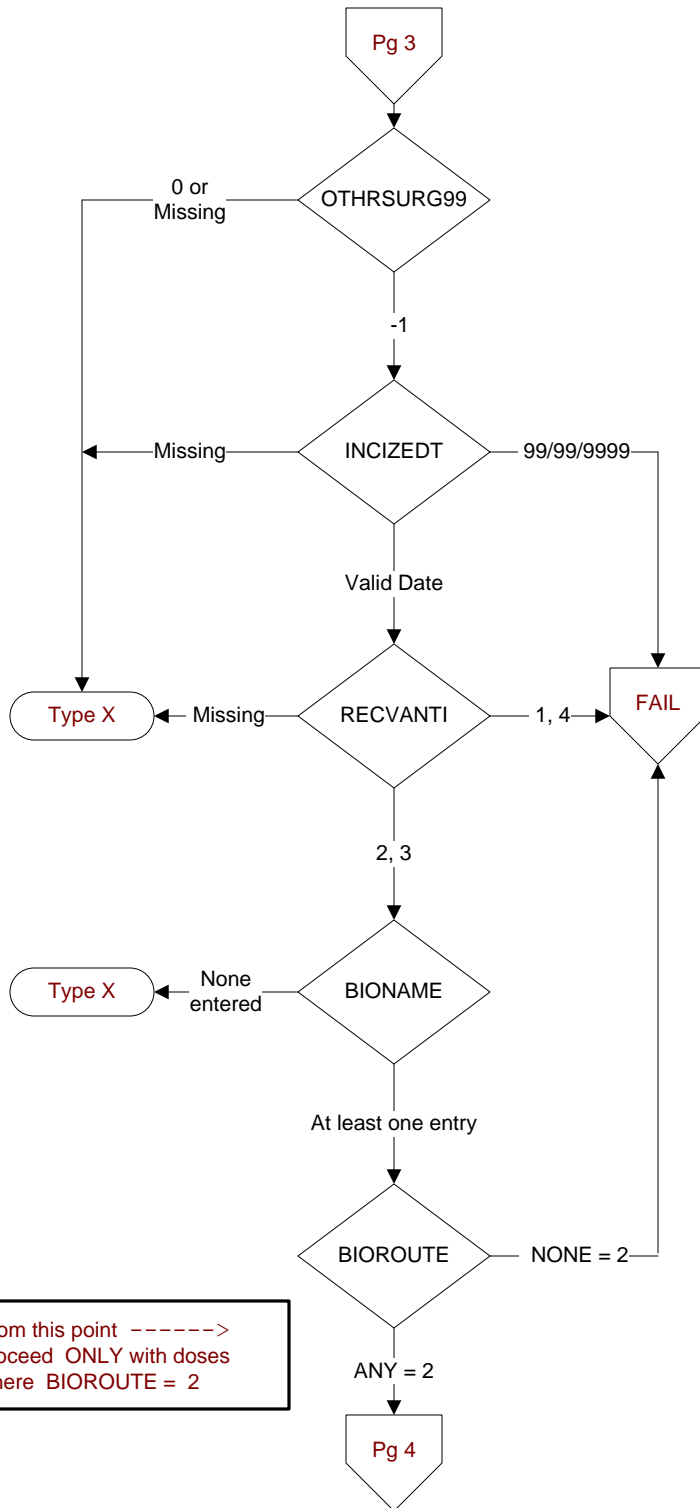 Pg 3
OTHRSURG99
0 or
Missing
-1
INCIZEDT
Missing
99/99/9999
Valid Date
RECVANTI
Type X
Missing
1, 4
FAIL
2, 3
BIONAME
Type X
None
entered
At least one entry
BIOROUTE
NONE = 2
om this point ------>
oceed ONLY with doses
nere BIOROUTE = 2
ANY = 2
Pg 4